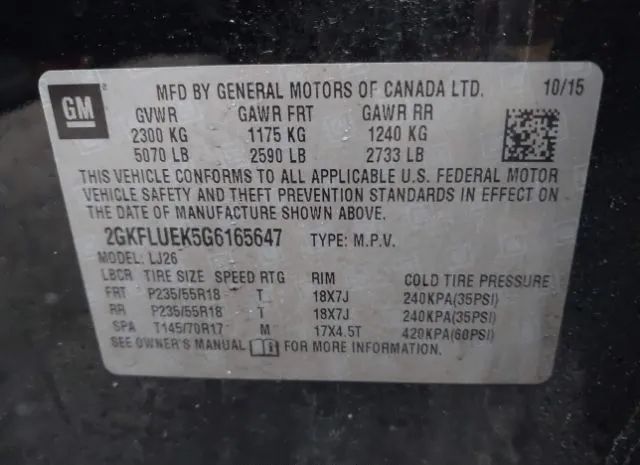 GM
MFD BY GENERAL MOTORS OF CANADA LTD. 10/15
GVWR GAWR FRT GAWR RR
2300 KG 1175 KG 1240 KG
5070 LB 2590 LB 2733 LB
THIS VEHICLE CONFORMS TO ALL APPLICABLE U.S. FEDERAL MOTOR
VEHICLE SAFETY AND THEFT PREVENTION STANDARDS IN EFFECT ON
THE DATE OF MANUFACTURE SHOWN ABOVE.
2GKFLUEK5G6165647 TYPE: M.P.V.
MODEL: LJ26
LBCR TIRE SIZE SPEED RTG RIM COLD TIRE PRESSURE
FRT P235/55R18 T 18X7J 240KPA(35PSI)
RR P235/55R18 T 18X7J 240KPA(35PSI)
SPA T145/70R17 M 17X4.5T 420KPA(60PSI)
SEE OWNER'S MANUAL FOR MORE INFORMATION.